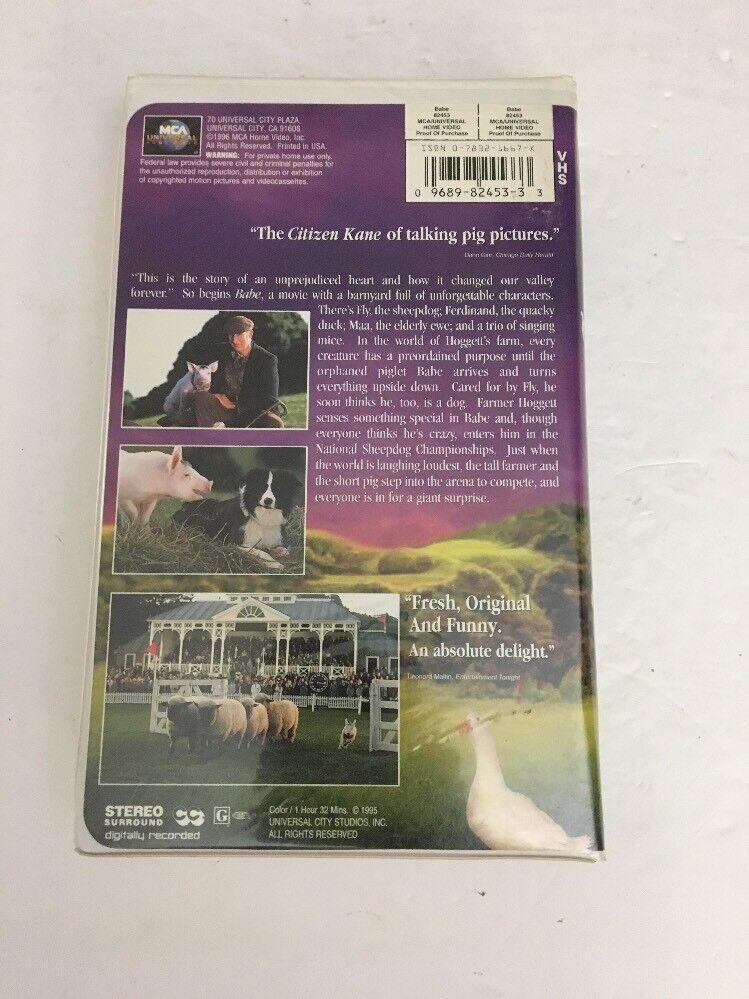 MCA
UNIVERSAL
70 UNIVERSAL CITY PLAZA,
UNIVERSAL CITY, CA 91608
©1996 MCA Home Video, Inc.
All Rights Reserved. Printed in USA.
WARNING: For private home use only.
Federal law provides severe civil and criminal penalties for
the unauthorized reproduction, distribution or exhibition
of copyrighted motion pictures and videocassettes.
Babe
82453
MCA/UNIVERSAL
HOME VIDEO
Proof Of Purchase
Babe
82453
MCA/UNIVERSAL
HOME VIDEO
Proof Of Purchase
ISBN 0-7832-1667-X
0 9689-82453-3 3
VHS
"The Citizen Kane of talking pig pictures."
Chicago Daily Herald
"This is the story of an unprejudiced heart and how it changed our valley
forever." So begins Babe, a movie with a barnyard full of unforgettable characters.
There's Fly, the sheepdog; Ferdinand, the quacky
duck; Maa, the elderly ewe; and a trio of singing
mice. In the world of Hoggett's farm, every
creature has a preordained purpose until the
orphaned piglet Babe arrives and turns
everything upside down. Cared for by Fly, he
soon thinks he, too, is a dog. Farmer Hoggett
senses something special in Babe and, though
everyone thinks he's crazy, enters him in the
National Sheepdog Championships. Just when
the world is laughing loudest, the tall farmer and
the short pig step into the arena to compete, and
everyone is in for a giant surprise.
"Fresh, Original
And Funny.
An absolute delight."
Leonard Maltin, Entertainment Tonight
STEREO
SURROUND
digitally recorded
CC
G
Color / 1 Hour 32 Mins. © 1995
UNIVERSAL CITY STUDIOS, INC.
ALL RIGHTS RESERVED